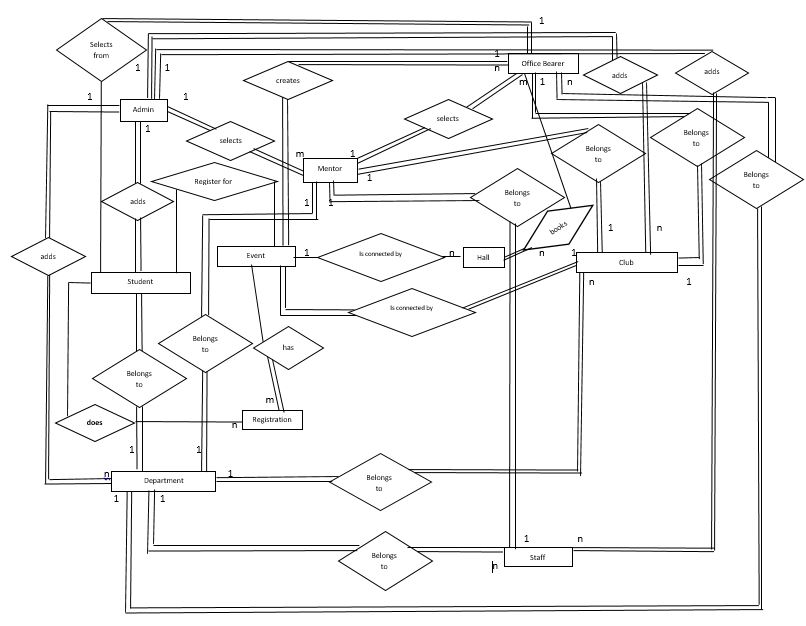 1
Selects
from
1
1
1
n
Office Bearer
adds
adds
creates
m
1
n
1
Admin
1
1
selects
selects
Belongs
to
Belongs
to
m
1
Mentor
1
Register for
Belongs
to
Belongs
to
adds
1
1
books
1
n
adds
Event
1
Is connected by
n
Hall
n
1
Club
Student
n
1
Is connected by
Belongs
to
has
Belongs
to
m
does
n
Registration
1
1
n
Department
1
Belongs
to
1
1
1
n
Belongs
to
Staff
n